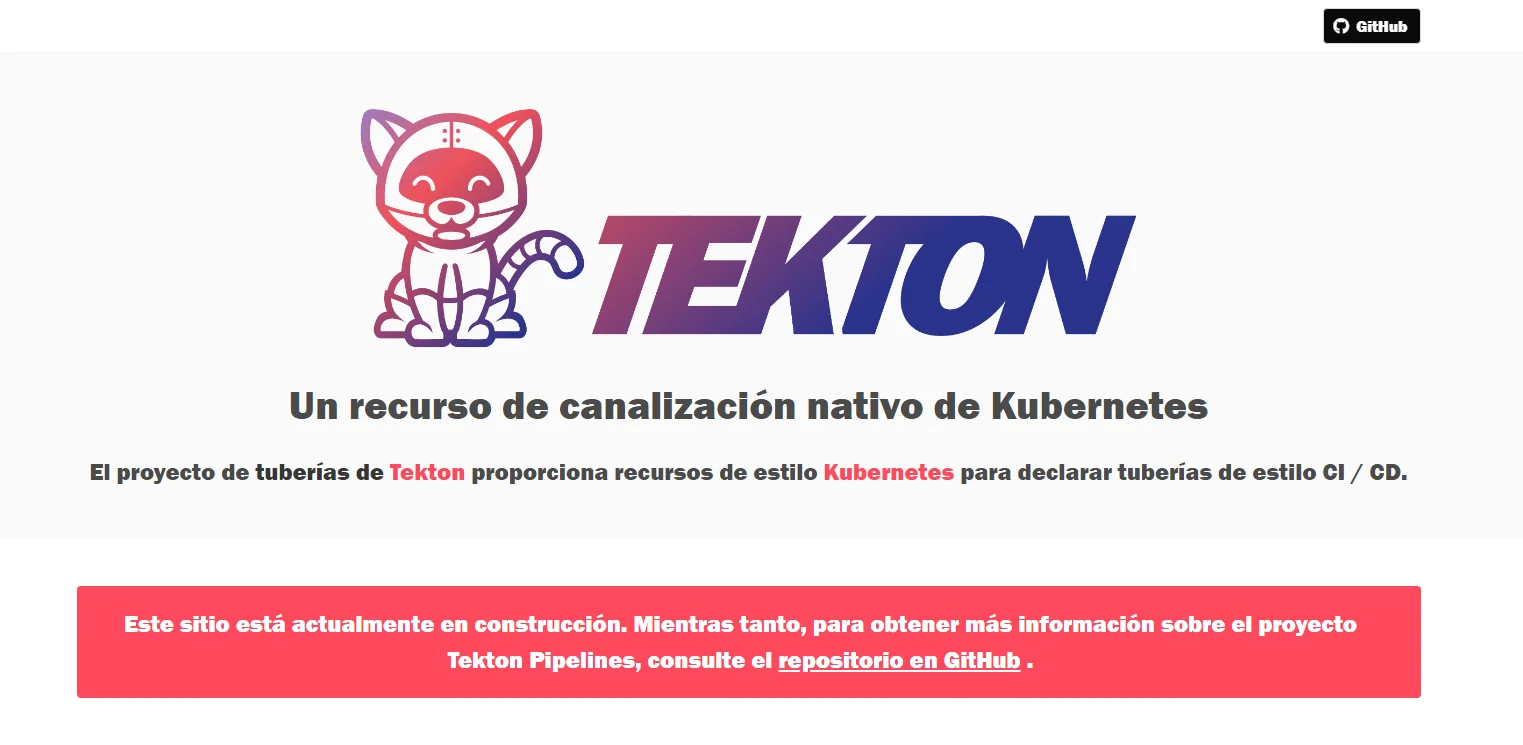 GitHub
TEKTON
Un recurso de canalización nativo de Kubernetes
El proyecto de tuberías de Tekton proporciona recursos de estilo Kubernetes para declarar tuberías de estilo CI / CD.
Este sitio está actualmente en construcción. Mientras tanto, para obtener más información sobre el proyecto
Tekton Pipelines, consulte el repositorio en GitHub .